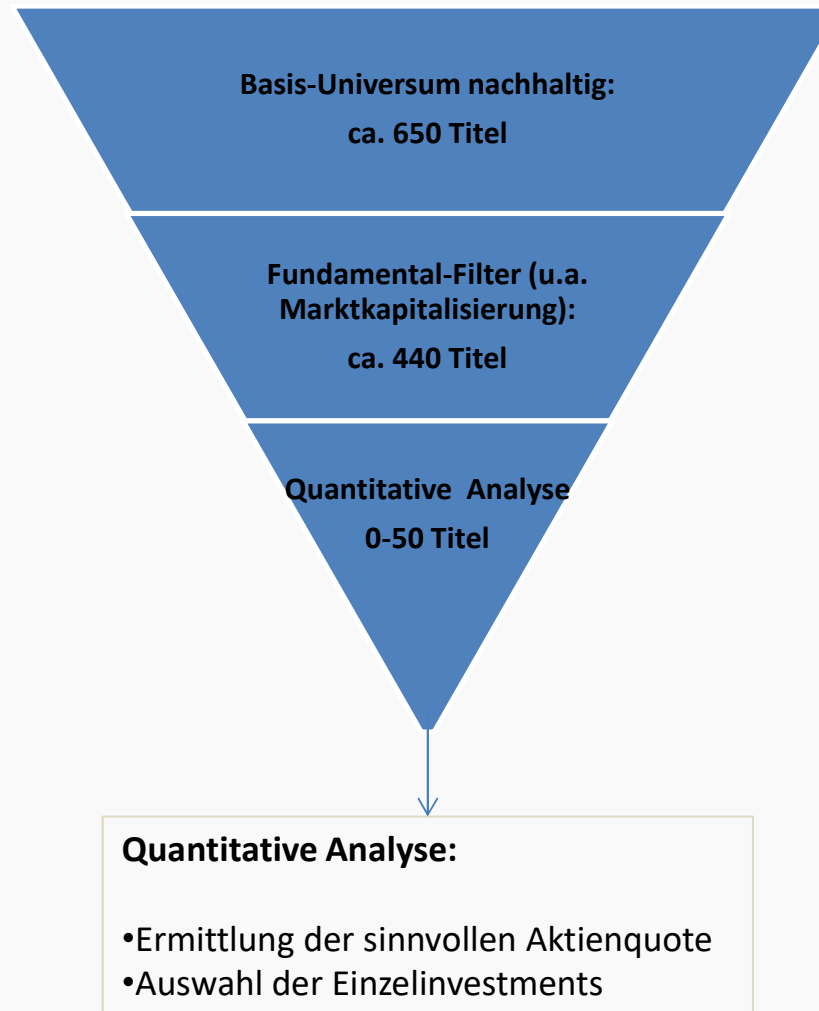 Basis-Universum nachhaltig:
ca. 650 Titel
Fundamental-Filter (u.a.
Marktkapitalisierung):
ca. 440 Titel
Quantitative Analyse
0-50 Titel
Quantitative Analyse:
•Ermittlung der sinnvollen Aktienquote
•Auswahl der Einzelinvestments